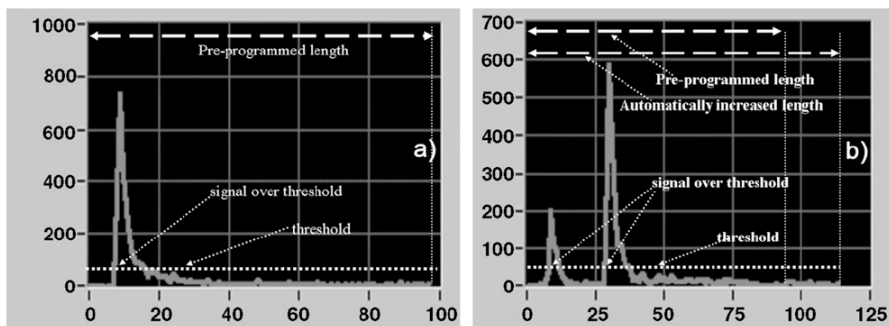 1000
800
600
400
200
0
0 20 40 60 80 100
Pre-programmed length
a)
signal over threshold
threshold
700
600
500
400
300
200
100
0
0 25 50 75 100 125
Pre-programmed length
Automatically increased length
b)
signal over threshold
threshold